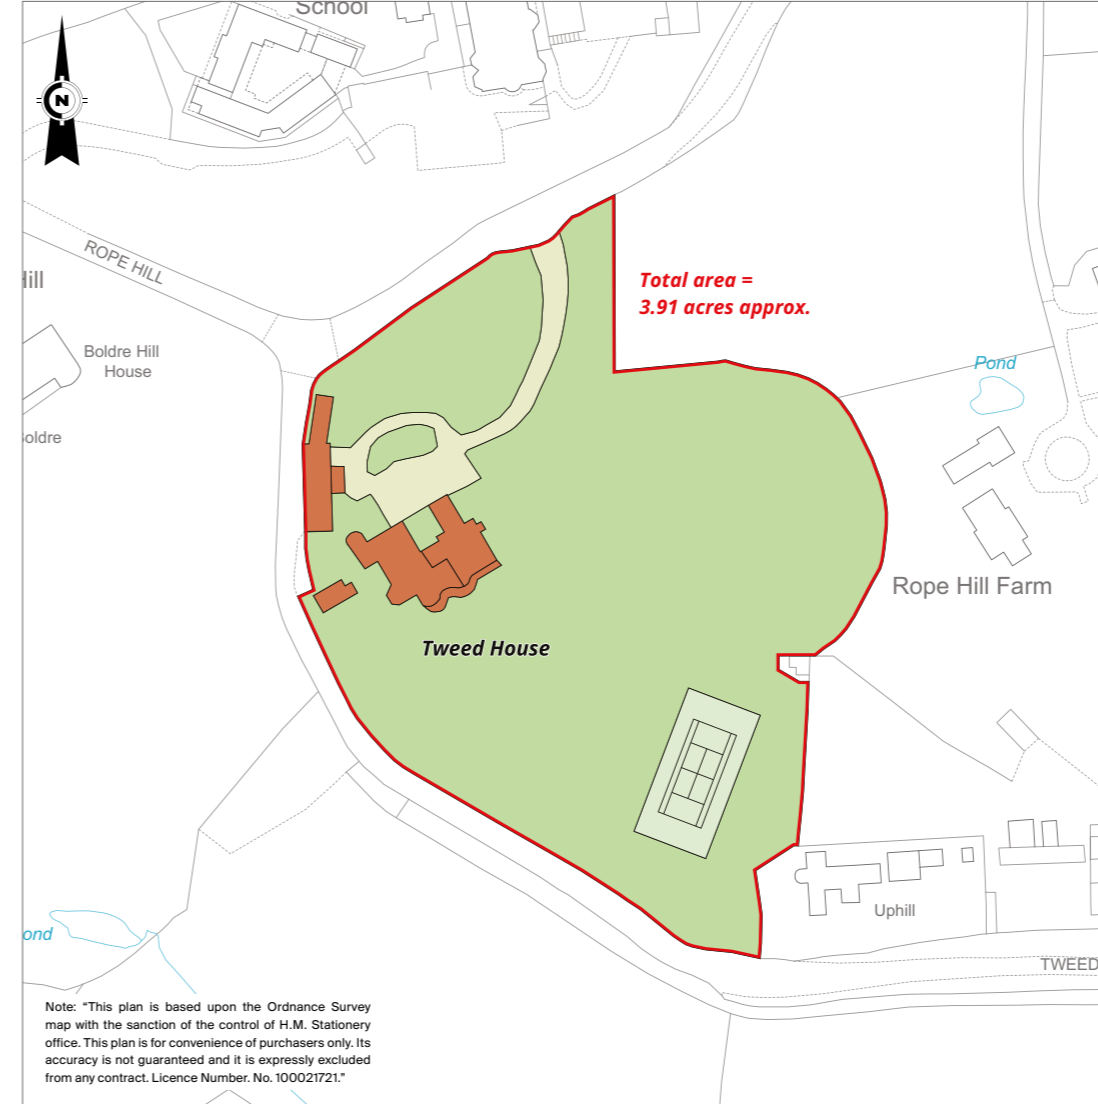 School
N
ROPE HILL
Hill
Boldre Hill
House
Boldre
Total area =
3.91 acres approx.
Pond
Rope Hill Farm
Tweed House
Uphill
ond
TWEED
Note: “This plan is based upon the Ordnance Survey
map with the sanction of the control of H.M. Stationery
office. This plan is for convenience of purchasers only. Its
accuracy is not guaranteed and it is expressly excluded
from any contract. Licence Number. No. 100021721.”